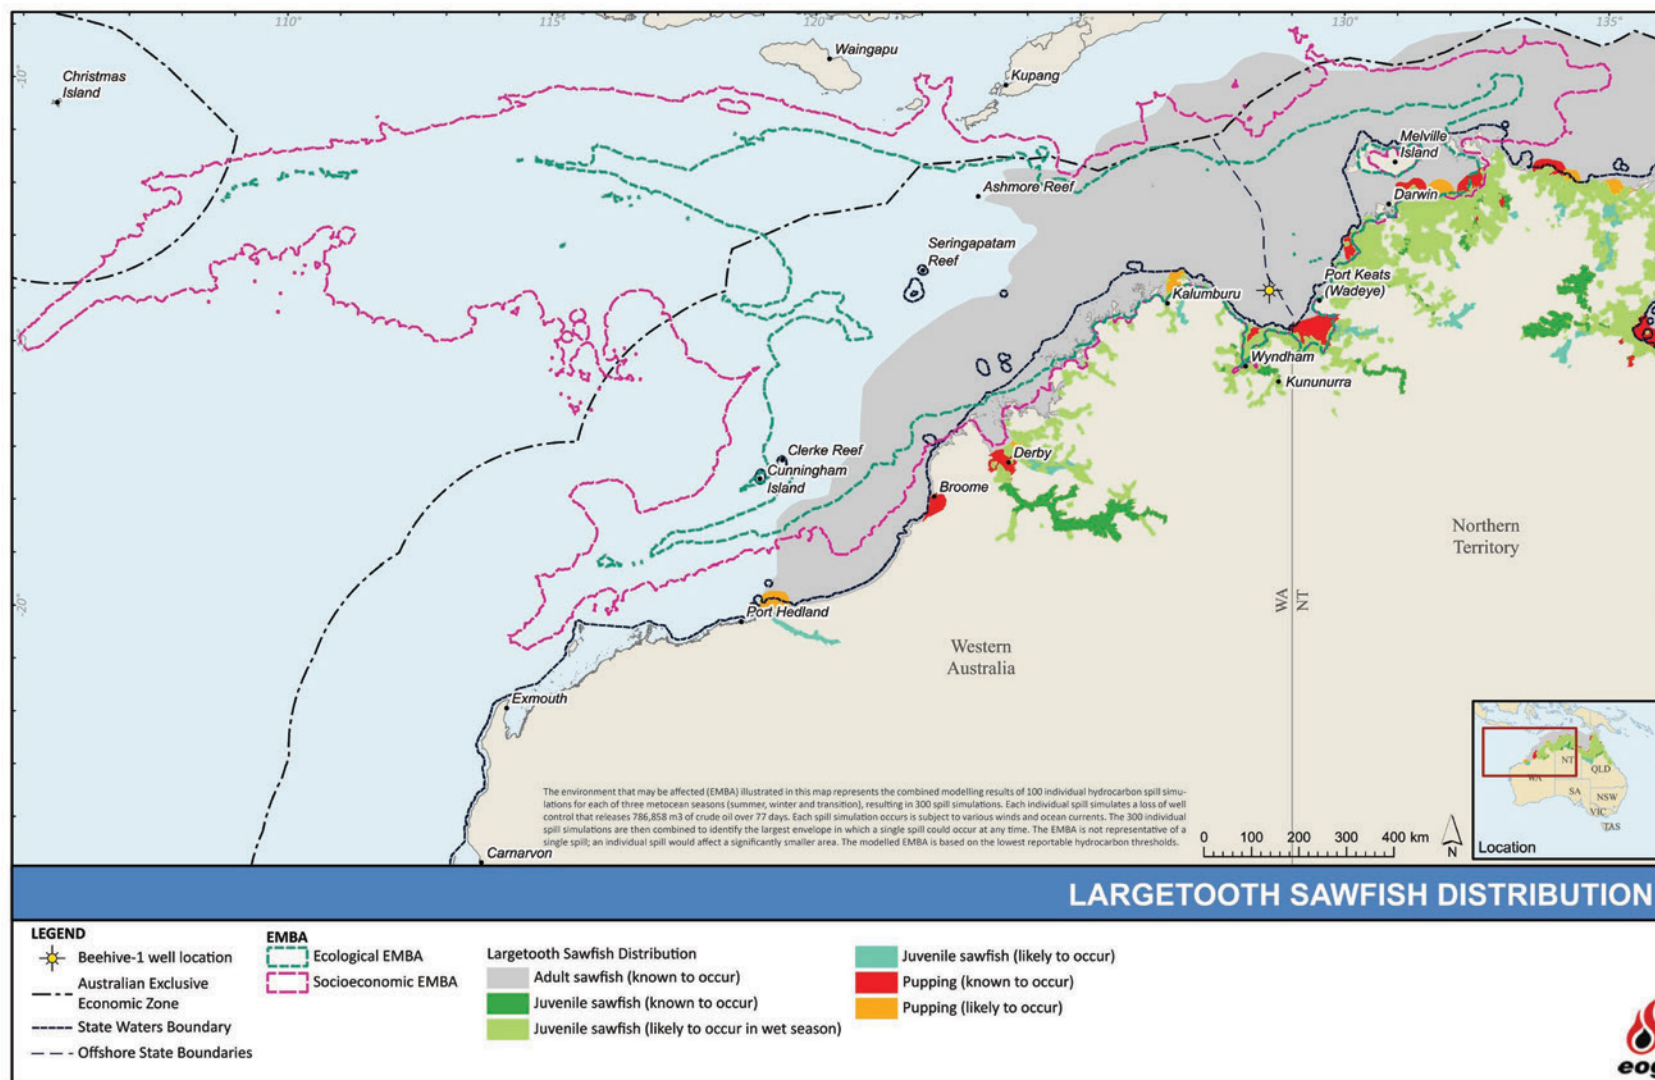 110°
115°
120°
125°
130°
135°
-10°
-20°
Christmas
Island
Waingapu
Kupang
Ashmore Reef
Melville
Island
Darwin
Seringapatam
Reef
Port Keats
(Wadeye)
Kalumburu
Wyndham
Kununurra
Clerke Reef
Cunningham
Island
Derby
Broome
Northern
Territory
WA
NT
Port Hedland
Western
Australia
Exmouth
Carnarvon
The environment that may be affected (EMBA) illustrated in this map represents the combined modelling results of 100 individual hydrocarbon spill simu-
lations for each of three metocean seasons (summer, winter and transition), resulting in 300 spill simulations. Each individual spill simulates a loss of well
control that releases 786,858 m3 of crude oil over 77 days. Each spill simulation occurs is subject to various winds and ocean currents. The 300 individual
spill simulations are then combined to identify the largest envelope in which a single spill could occur at any time. The EMBA is not representative of a
single spill; an individual spill would affect a significantly smaller area. The modelled EMBA is based on the lowest reportable hydrocarbon thresholds.
0 100 200 300 400 km
N
WA
NT
QLD
SA
NSW
VIC
TAS
Location
LARGETOOTH SAWFISH DISTRIBUTION
LEGEND
Beehive-1 well location
Australian Exclusive
Economic Zone
State Waters Boundary
Offshore State Boundaries
EMBA
Ecological EMBA
Socioeconomic EMBA
Largetooth Sawfish Distribution
Adult sawfish (known to occur)
Juvenile sawfish (known to occur)
Juvenile sawfish (likely to occur in wet season)
Juvenile sawfish (likely to occur)
Pupping (known to occur)
Pupping (likely to occur)
eog